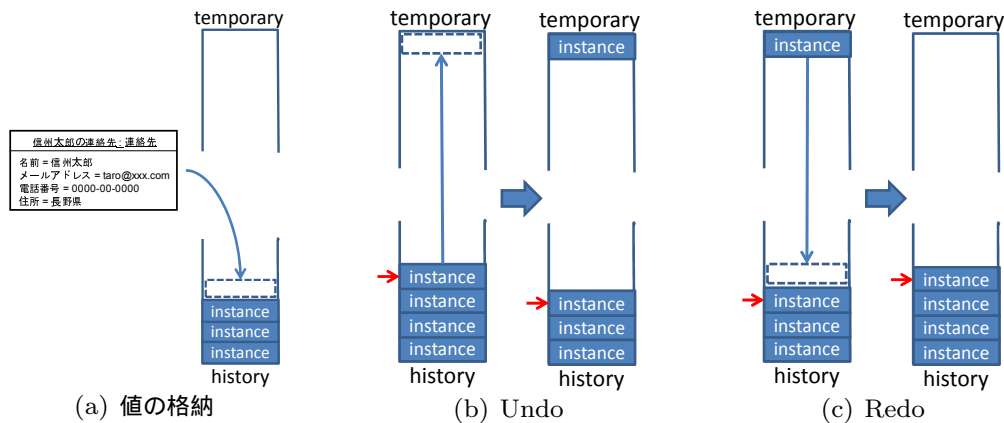 temporary
信州太郎の連絡先：連絡先
名前 = 信州太郎
メールアドレス = taro@xxx.com
電話番号 = 0000-00-0000
住所 = 長野県
instance
instance
instance
history
(a) 値の格納
temporary
temporary
instance
instance
instance
instance
instance
instance
instance
instance
history
history
(b) Undo
temporary
temporary
instance
instance
instance
instance
instance
instance
instance
instance
history
history
(c) Redo